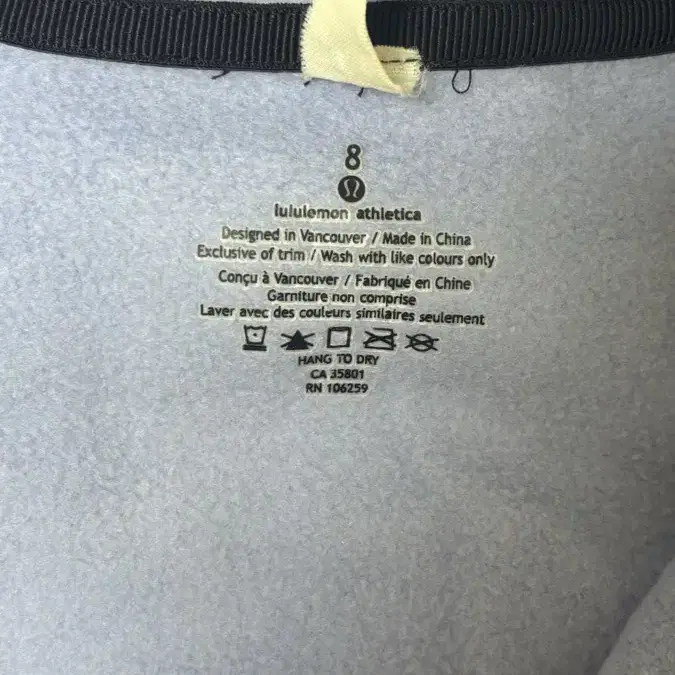 8
lululemon athletica
Designed in Vancouver / Made in China
Exclusive of trim / Wash with like colours only
Conçu à Vancouver / Fabriqué en Chine
Garniture non comprise
Laver avec des couleurs similaires seulement
HANG TO DRY
CA 35801
RN 106259